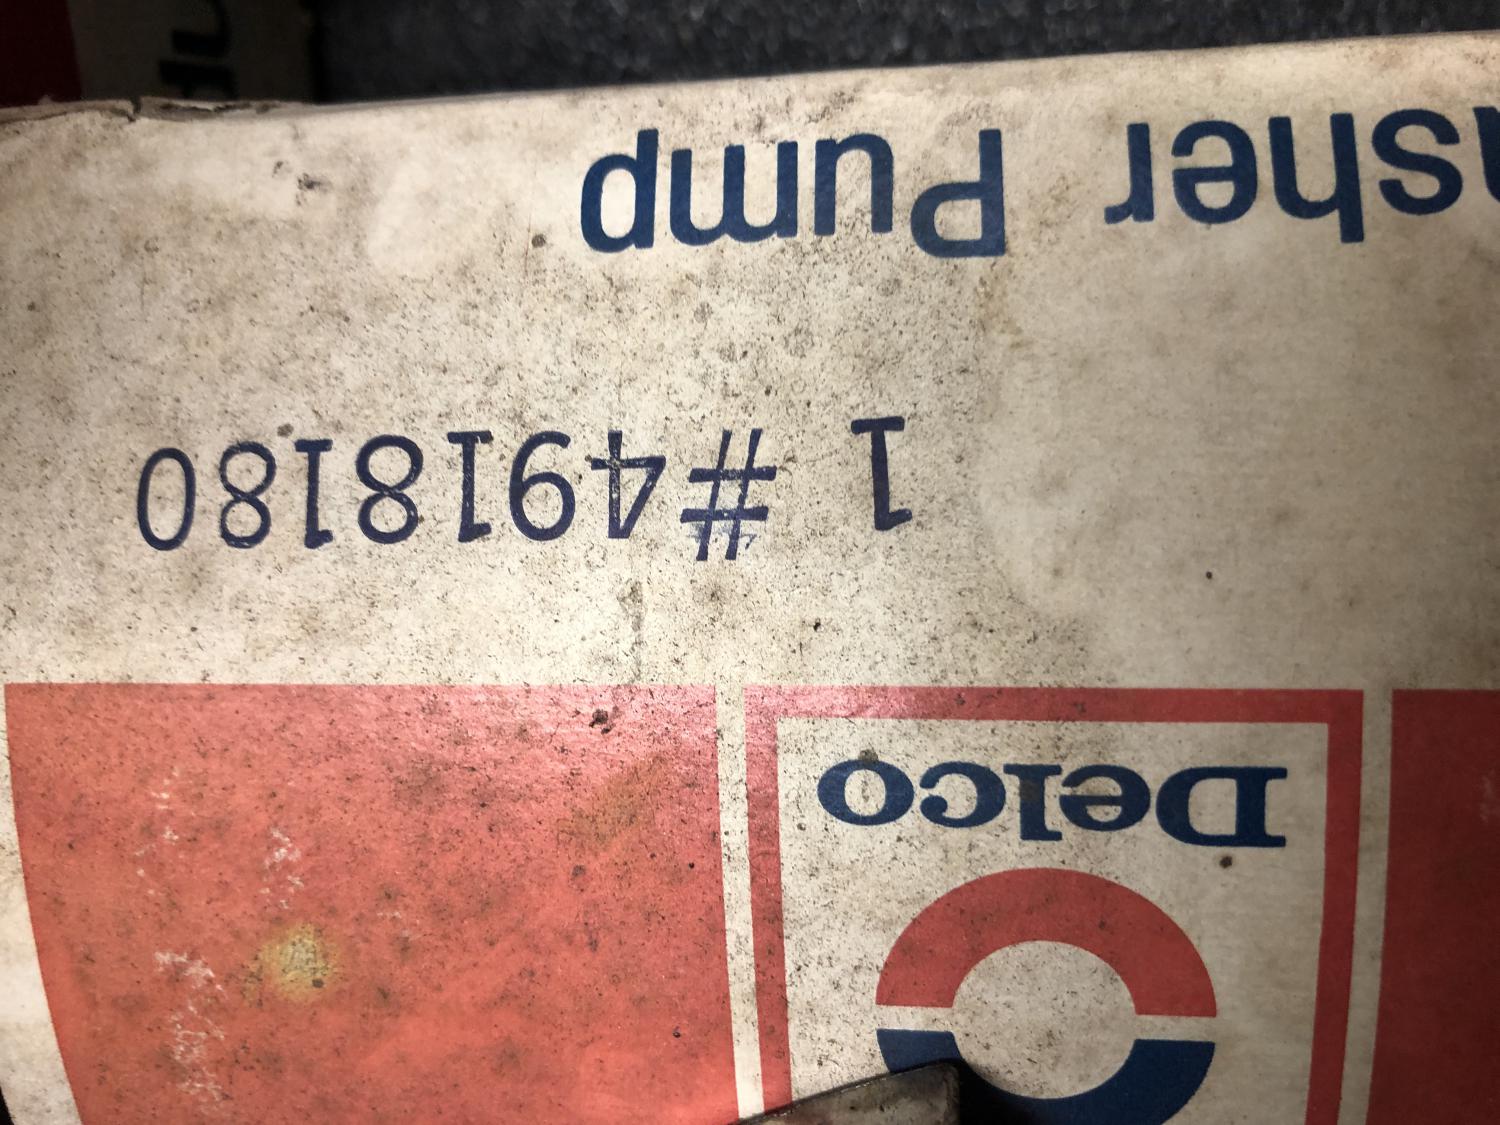 Delco
1 #4918180
asher Pump